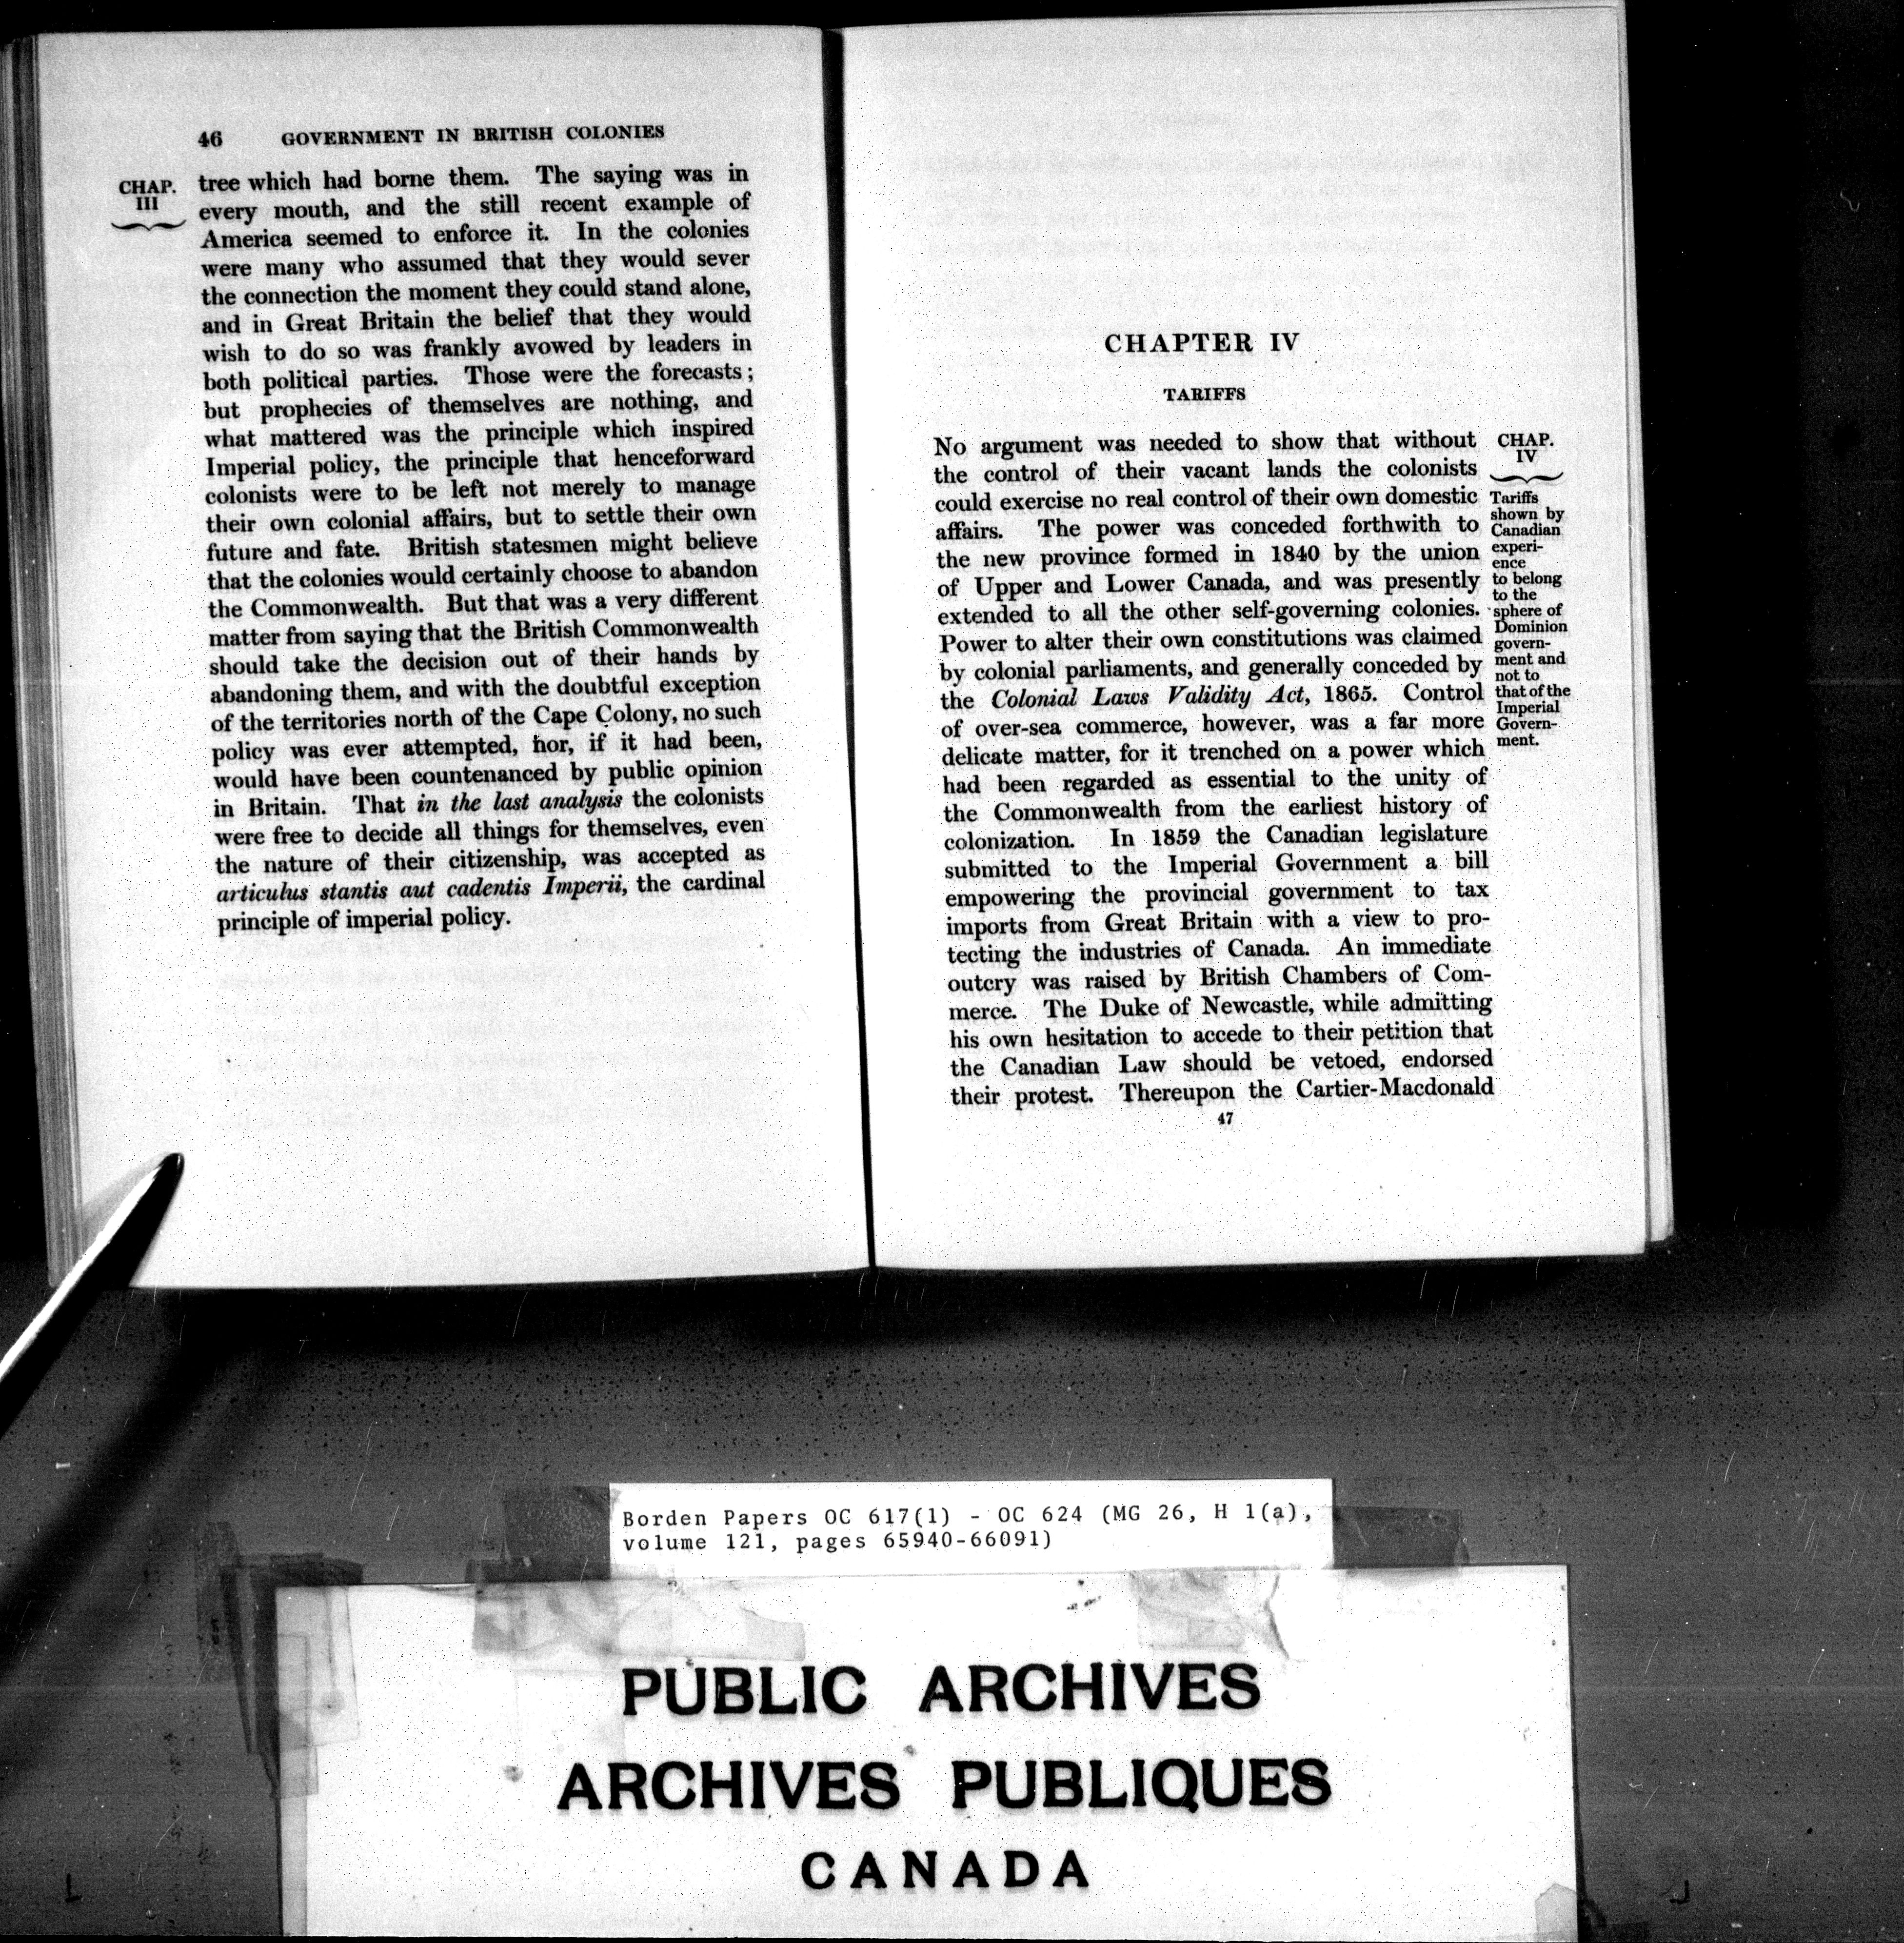 46 GOVERNMENT IN BRITISH COLONIES
CHAP.
III
tree which had borne them. The saying was in
every mouth, and the still recent example of
America seemed to enforce it. In the colonies
were many who assumed that they would sever
the connection the moment they could stand alone,
and in Great Britain the belief that they would
wish to do so was frankly avowed by leaders in
both political parties. Those were the forecasts;
but prophecies of themselves are nothing, and
what mattered was the principle which inspired
Imperial policy, the principle that henceforward
colonists were to be left not merely to manage
their own colonial affairs, but to settle their own
future and fate. British statesmen might believe
that the colonies would certainly choose to abandon
the Commonwealth. But that was a very different
matter from saying that the British Commonwealth
should take the decision out of their hands by
abandoning them, and with the doubtful exception
of the territories north of the Cape Colony, no such
policy was ever attempted, nor, if it had been,
would have been countenanced by public opinion
in Britain. That in the last analysis the colonists
were free to decide all things for themselves, even
the nature of their citizenship, was accepted as
articulus stantis aut cadentis Imperii, the cardinal
principle of imperial policy.
CHAPTER IV
TARIFFS
No argument was needed to show that without
the control of their vacant lands the colonists
could exercise no real control of their own domestic
affairs. The power was conceded forthwith to
the new province formed in 1840 by the union
of Upper and Lower Canada, and was presently
extended to all the other self-governing colonies.
Power to alter their own constitutions was claimed
by colonial parliaments, and generally conceded by
the Colonial Laws Validity Act, 1865. Control
of over-sea commerce, however, was a far more
delicate matter, for it trenched on a power which
had been regarded as essential to the unity of
the Commonwealth from the earliest history of
colonization. In 1859 the Canadian legislature
submitted to the Imperial Government a bill
empowering the provincial government to tax
imports from Great Britain with a view to pro-
tecting the industries of Canada. An immediate
outcry was raised by British Chambers of Com-
merce. The Duke of Newcastle, while admitting
his own hesitation to accede to their petition that
the Canadian Law should be vetoed, endorsed
their protest. Thereupon the Cartier-Macdonald
CHAP.
IV
Tariffs
shown by
Canadian
experi-
ence
to belong
to the
sphere of
Dominion
govern-
ment and
not to
that of the
Imperial
Govern-
ment.
47
Borden Papers OC 617(1) - OC 624 (MG 26, H 1(a),
volume 121, pages 65940-66091)
PUBLIC ARCHIVES
ARCHIVES PUBLIQUES
CANADA